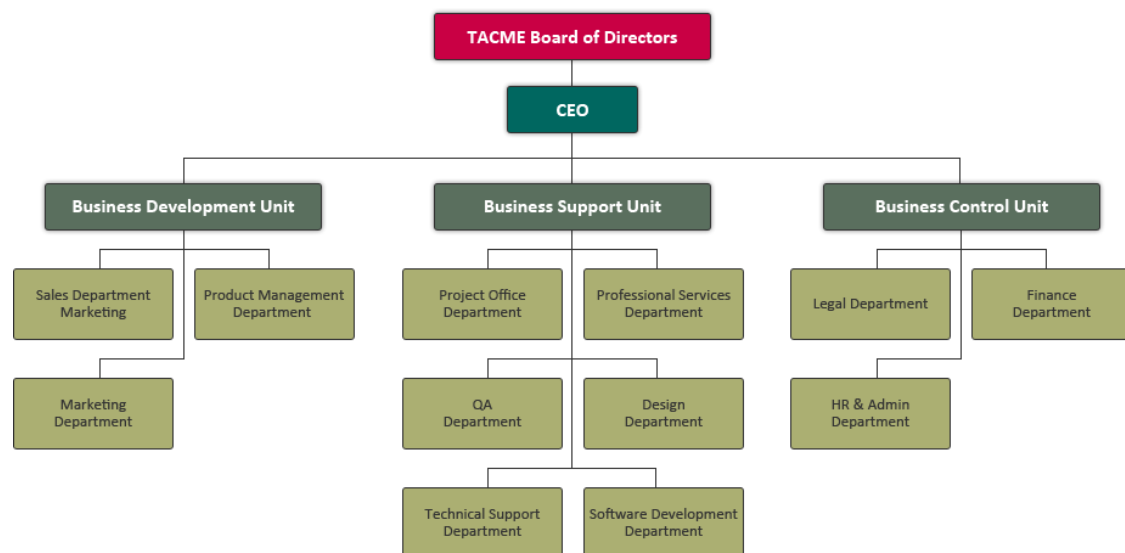 TACME Board of Directors
CEO
Business Development Unit
Business Support Unit
Business Control Unit
Sales Department
Marketing
Product Management
Department
Project Office
Department
Professional Services
Department
Legal Department
Finance
Department
Marketing
Department
QA
Department
Design
Department
HR & Admin
Department
Technical Support
Department
Software Development
Department